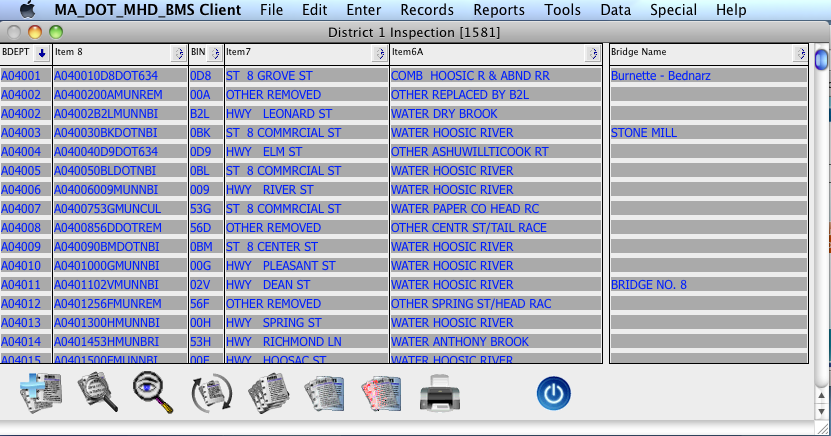 MA_DOT_MHD_BMS Client File Edit Enter Records Reports Tools Data Special Help
District 1 Inspection [1581]
BDEPT Item 8 BIN Item7 Item6A Bridge Name
A04001 A040010D8DOT634 0D8 ST 8 GROVE ST COMB HOOSIC R & ABND RR Burnette - Bednarz
A04002 A0400200AMUNREM 00A OTHER REMOVED OTHER REPLACED BY B2L
A04002 A04002B2LMUNNBI B2L HWY LEONARD ST WATER DRY BROOK
A04003 A040030BKDOTNBI 0BK ST 8 COMMRCIAL ST WATER HOOSIC RIVER STONE MILL
A04004 A040040D9DOT634 0D9 HWY ELM ST OTHER ASHUWILLTICOOK RT
A04005 A040050BLDOTNBI 0BL ST 8 COMMRCIAL ST WATER HOOSIC RIVER
A04006 A04006009MUNNBI 009 HWY RIVER ST WATER HOOSIC RIVER
A04007 A0400753GMUNCUL 53G ST 8 COMMRCIAL ST WATER PAPER CO HEAD RC
A04008 A0400856DDOTREM 56D OTHER REMOVED OTHER CENTR ST/TAIL RACE
A04009 A040090BMDOTNBI 0BM ST 8 CENTER ST WATER HOOSIC RIVER
A04010 A0401000GMUNNBI 00G HWY PLEASANT ST WATER HOOSIC RIVER
A04011 A0401102VMUNNBI 02V HWY DEAN ST WATER HOOSIC RIVER BRIDGE NO. 8
A04012 A0401256FMUNREM 56F OTHER REMOVED OTHER SPRING ST/HEAD RAC
A04013 A0401300HMUNNBI 00H HWY SPRING ST WATER HOOSIC RIVER
A04014 A0401453HMUNBRI 53H HWY RICHMOND LN WATER ANTHONY BROOK
A04015 A0401500EMUNNBI 00E HWY HOOSAC ST WATER HOOSIC RIVER